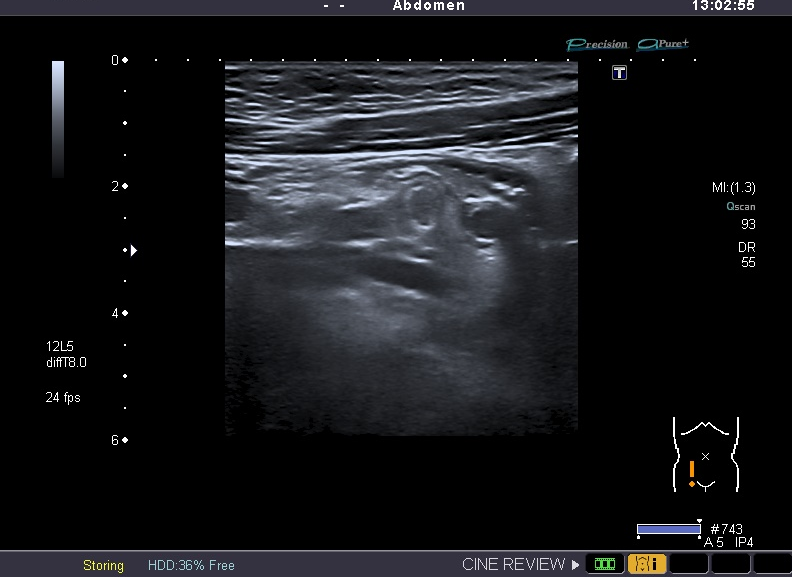 - - Abdomen 13:02:55
Precision APure+
T
0
2
4
6
MI:(1.3)
Qscan
93
DR
55
12L5
diffT8.0
24 fps
#743
A 5 IP4
Storing HDD:36% Free CINE REVIEW
i